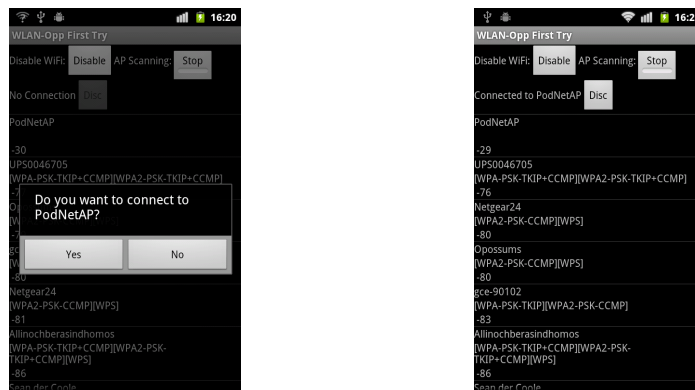 16:20
WLAN-Opp First Try
Disable WiFi: Disable AP Scanning: Stop
No Connection Disc
PodNetAP
-30
UPS0046705
[WPA-PSK-TKIP+CCMP][WPA2-PSK-TKIP+CCMP]
Do you want to connect to
PodNetAP?
Yes No
-80
Netgear24
[WPA2-PSK-CCMP][WPS]
-81
Allinochberasindhomos
[WPA-PSK-TKIP+CCMP][WPA2-PSK-
TKIP+CCMP][WPS]
-86
Sean der Coole
16:2
WLAN-Opp First Try
Disable WiFi: Disable AP Scanning: Stop
Connected to PodNetAP Disc
PodNetAP
-29
UPS0046705
[WPA-PSK-TKIP+CCMP][WPA2-PSK-TKIP+CCMP]
-76
Netgear24
[WPA2-PSK-CCMP][WPS]
-80
Opossums
[WPA2-PSK-CCMP][WPS]
-80
gce-90102
[WPA-PSK-TKIP][WPA2-PSK-CCMP]
-83
Allinochberasindhomos
[WPA-PSK-TKIP+CCMP][WPA2-PSK-
TKIP+CCMP][WPS]
-86